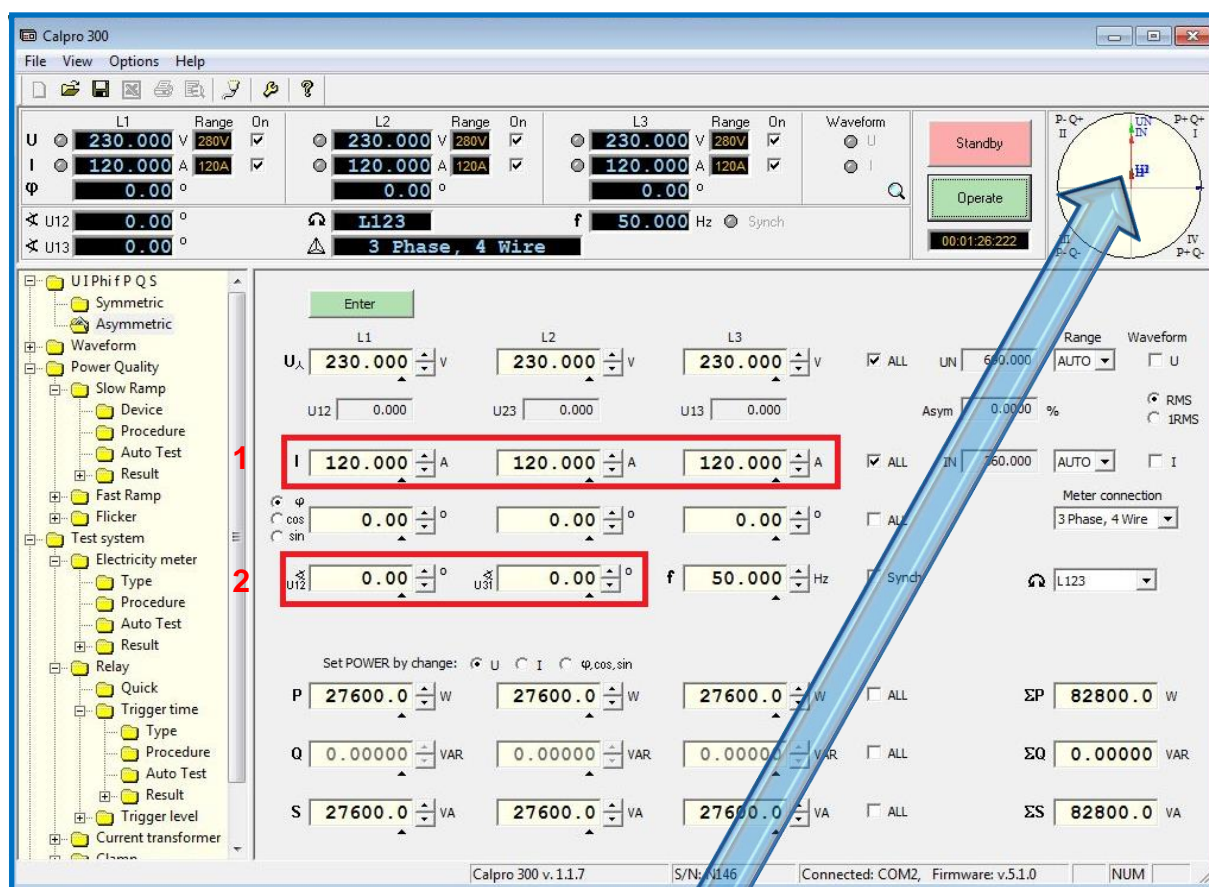 Calpro 300
File View Options Help
L1 Range On L2 Range On L3 Range On Waveform
U 230.000 V 280V 230.000 V 280V 230.000 V 280V U
I 120.000 A 120A 120.000 A 120A 120.000 A 120A I
φ 0.00 ° 0.00 ° 0.00 °
∢ U12 0.00 ° L123 f 50.000 Hz Synch
∢ U13 0.00 ° 3 Phase, 4 Wire
Standby
Operate
00:01:26:222
P- Q+ UN P+ Q+
II IN I
III IV
P- Q- P+ Q-
U I Phi f P Q S
Symmetric
Asymmetric
Waveform
Power Quality
Slow Ramp
Device
Procedure
Auto Test
Result
Fast Ramp
Flicker
Test system
Electricity meter
Type
Procedure
Auto Test
Result
Relay
Quick
Trigger time
Type
Procedure
Auto Test
Result
Trigger level
Current transformer
Clamp
Enter
L1 L2 L3 Range Waveform
U 230.000 V 230.000 V 230.000 V ALL UN AUTO U
U12 0.000 U23 0.000 U13 0.000 Asym 0.0000 % RMS
1RMS
1 I 120.000 A 120.000 A 120.000 A ALL IN 360.000 AUTO I
φ Meter connection
cos 0.00 ° 0.00 ° 0.00 ° ALL 3 Phase, 4 Wire
sin
2 ∢ U12 0.00 ° ∢ U31 0.00 ° f 50.000 Hz Synch L123
Set POWER by change: U I φ,cos,sin
P 27600.0 W 27600.0 W 27600.0 W ALL ΣP 82800.0 W
Q 0.00000 VAR 0.00000 VAR 0.00000 VAR ALL ΣQ 0.00000 VAR
S 27600.0 VA 27600.0 VA 27600.0 VA ALL ΣS 82800.0 VA
Calpro 300 v. 1.1.7 S/N: N146 Connected: COM2, Firmware: v.5.1.0 NUM